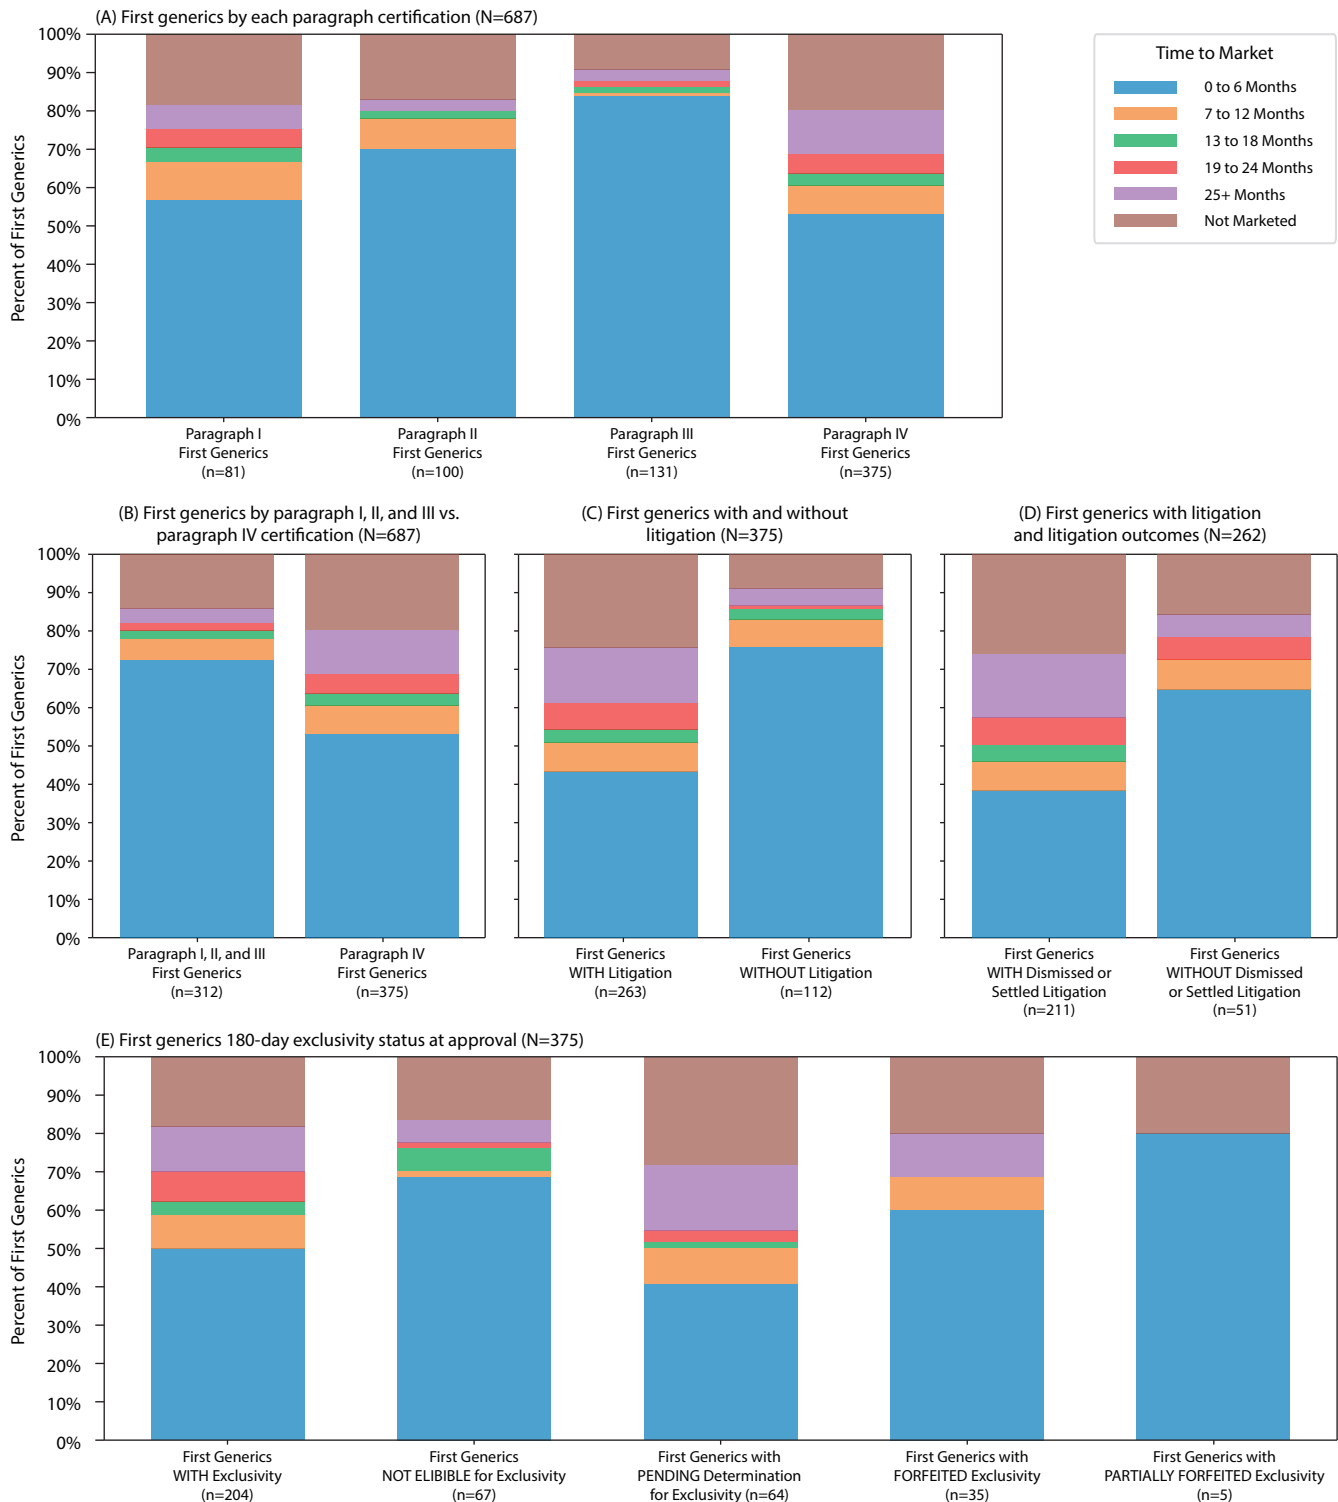 (A) First generics by each paragraph certification (N=687)
100%
90%
80%
70%
60%
50%
40%
30%
20%
10%
0%
Percent of First Generics
Paragraph I
First Generics
(n=81)
Paragraph II
First Generics
(n=100)
Paragraph III
First Generics
(n=131)
Paragraph IV
First Generics
(n=375)
Time to Market
0 to 6 Months
7 to 12 Months
13 to 18 Months
19 to 24 Months
25+ Months
Not Marketed
(B) First generics by paragraph I, II, and III vs.
paragraph IV certification (N=687)
100%
90%
80%
70%
60%
50%
40%
30%
20%
10%
0%
Percent of First Generics
Paragraph I, II, and III
First Generics
(n=312)
Paragraph IV
First Generics
(n=375)
(C) First generics with and without
litigation (N=375)
First Generics
WITH Litigation
(n=263)
First Generics
WITHOUT Litigation
(n=112)
(D) First generics with litigation
and litigation outcomes (N=262)
First Generics
WITH Dismissed or
Settled Litigation
(n=211)
First Generics
WITHOUT Dismissed
or Settled Litigation
(n=51)
(E) First generics 180-day exclusivity status at approval (N=375)
100%
90%
80%
70%
60%
50%
40%
30%
20%
10%
0%
Percent of First Generics
First Generics
WITH Exclusivity
(n=204)
First Generics
NOT ELIBIBLE for Exclusivity
(n=67)
First Generics with
PENDING Determination
for Exclusivity (n=64)
First Generics with
FORFEITED Exclusivity
(n=35)
First Generics with
PARTIALLY FORFEITED Exclusivity
(n=5)